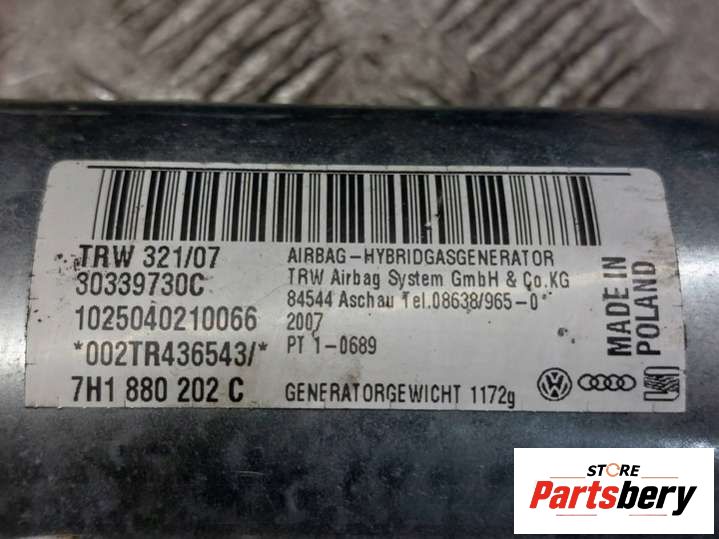 TRW 321/07
30339730C
1025040210066
*002TR436543/*
7H1 880 202 C
AIRBAG-HYBRIDGASGENERATOR
TRW Airbag System GmbH & Co.KG
84544 Aschau Tel.08638/965-0
2007
PT 1-0689
GENERATORGEWICHT 1172g
MADE IN
POLAND
STORE
Partsbery